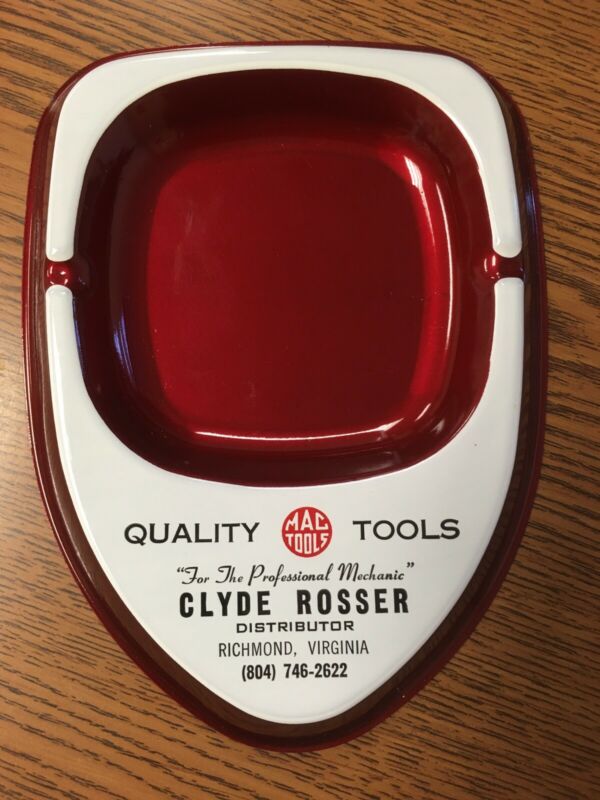 QUALITY MAC TOOLS TOOLS
“For The Professional Mechanic”
CLYDE ROSSER
DISTRIBUTOR
RICHMOND, VIRGINIA
(804) 746-2622